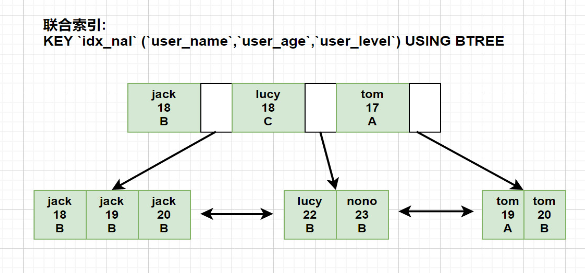 联合索引:
KEY `idx_nal` (`user_name`,`user_age`,`user_level`) USING BTREE
jack lucy tom
18 18 17
B C A
jack jack jack lucy nono tom tom
18 19 20 22 23 19 20
B B B B B A B